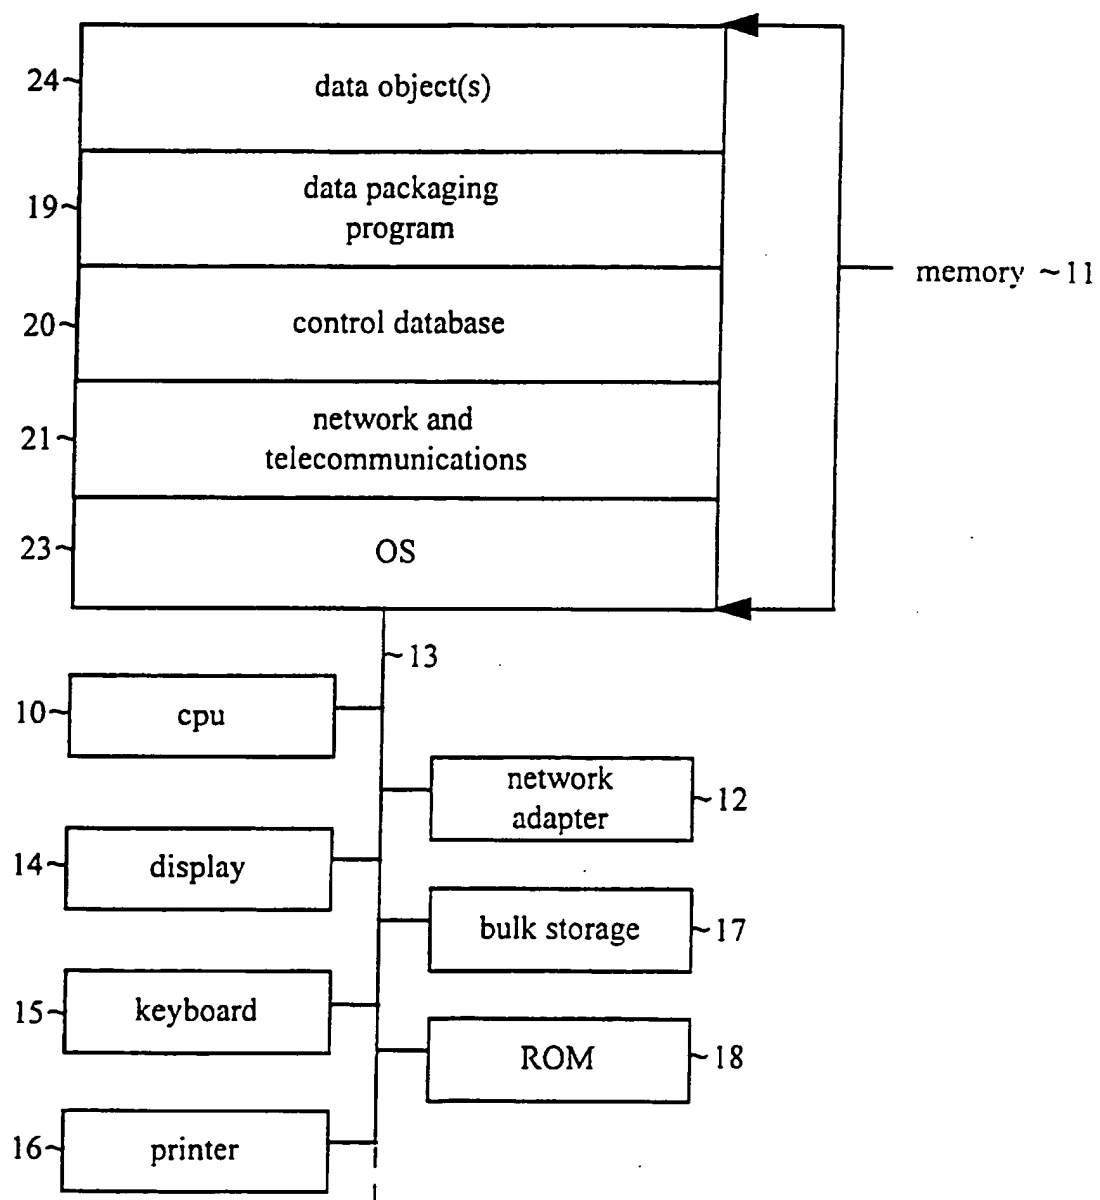 24~ data object(s)
19~ data packaging
program
memory ~11
20~ control database
21~ network and
telecommunications
23~ OS
~13
10~ cpu
network
adapter ~12
14~ display
bulk storage ~17
15~ keyboard
ROM ~18
16~ printer